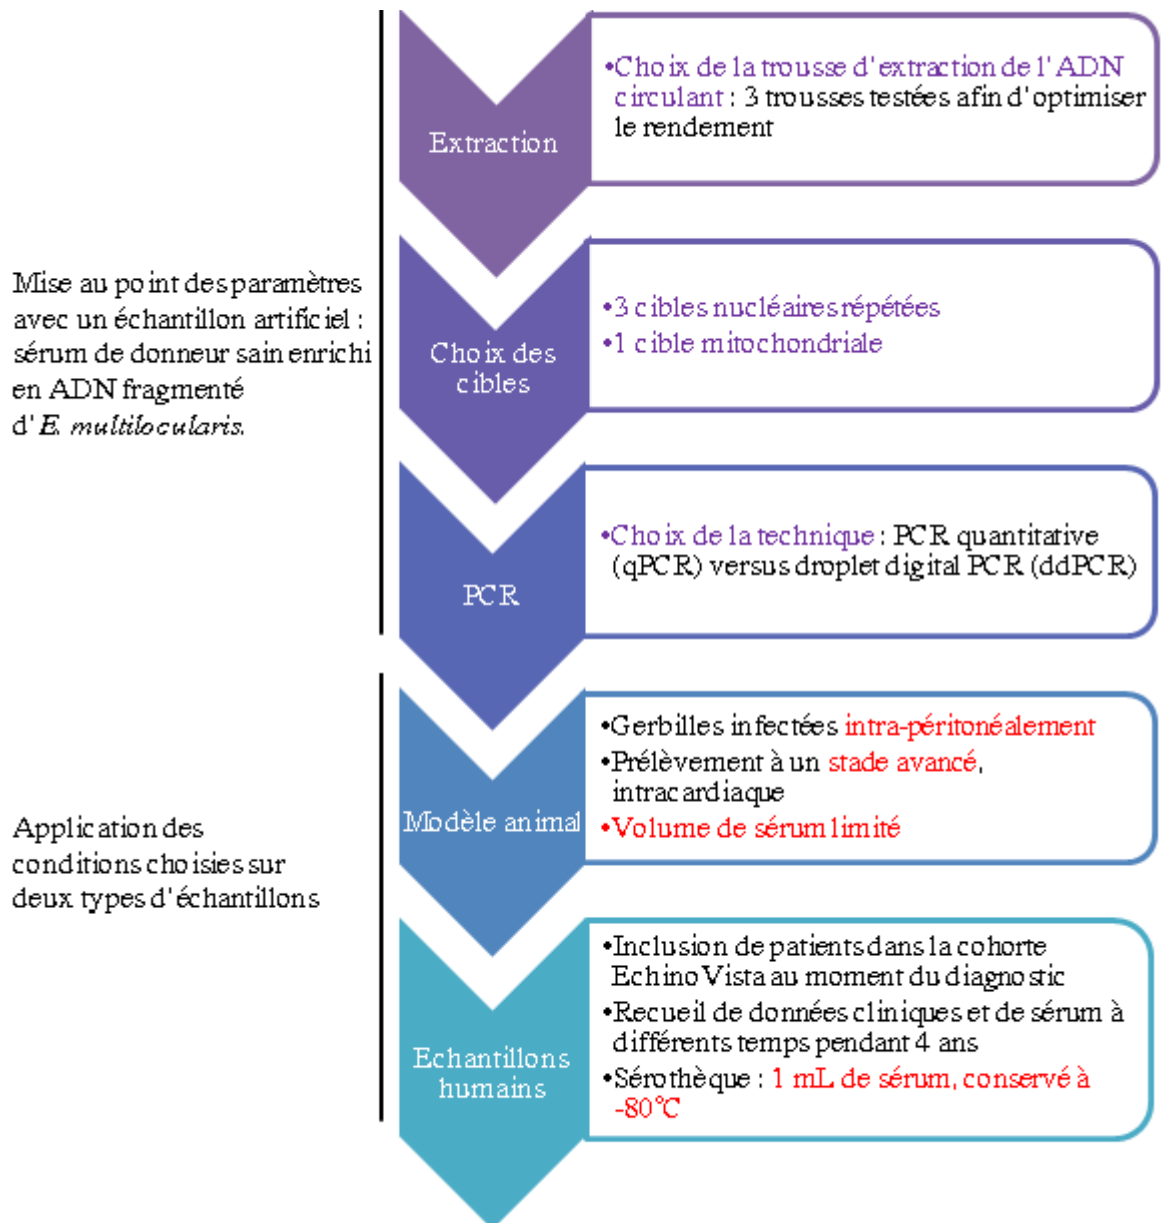 Mise au point des paramètres
avec un échantillon artificiel :
sérum de donneur sain enrichi
en ADN fragmenté
d'E. multilocularis.
Extraction
•Choix de la trousse d'extraction de l'ADN
circulant : 3 trousses testées afin d'optimiser
le rendement
Choix des
cibles
•3 cibles nucléaires répétées
•1 cible mitochondriale
PCR
•Choix de la technique : PCR quantitative
(qPCR) versus droplet digital PCR (ddPCR)
Application des
conditions choisies sur
deux types d'échantillons
Modèle animal
•Gerbilles infectées intra-péritonéalement
•Prélèvement à un stade avancé,
intracardiaque
•Volume de sérum limité
Echantillons
humains
•Inclusion de patients dans la cohorte
EchinoVista au moment du diagnostic
•Recueil de données cliniques et de sérum à
différents temps pendant 4 ans
•Sérothèque : 1 mL de sérum, conservé à
-80°C